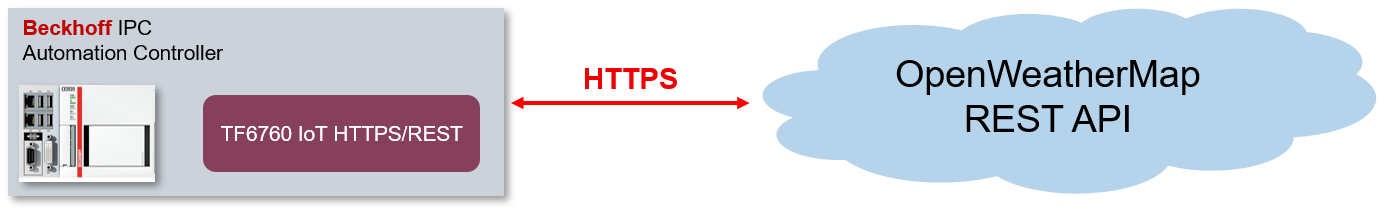 Beckhoff IPC
Automation Controller
TF6760 IoT HTTPS/REST
HTTPS
OpenWeatherMap
REST API